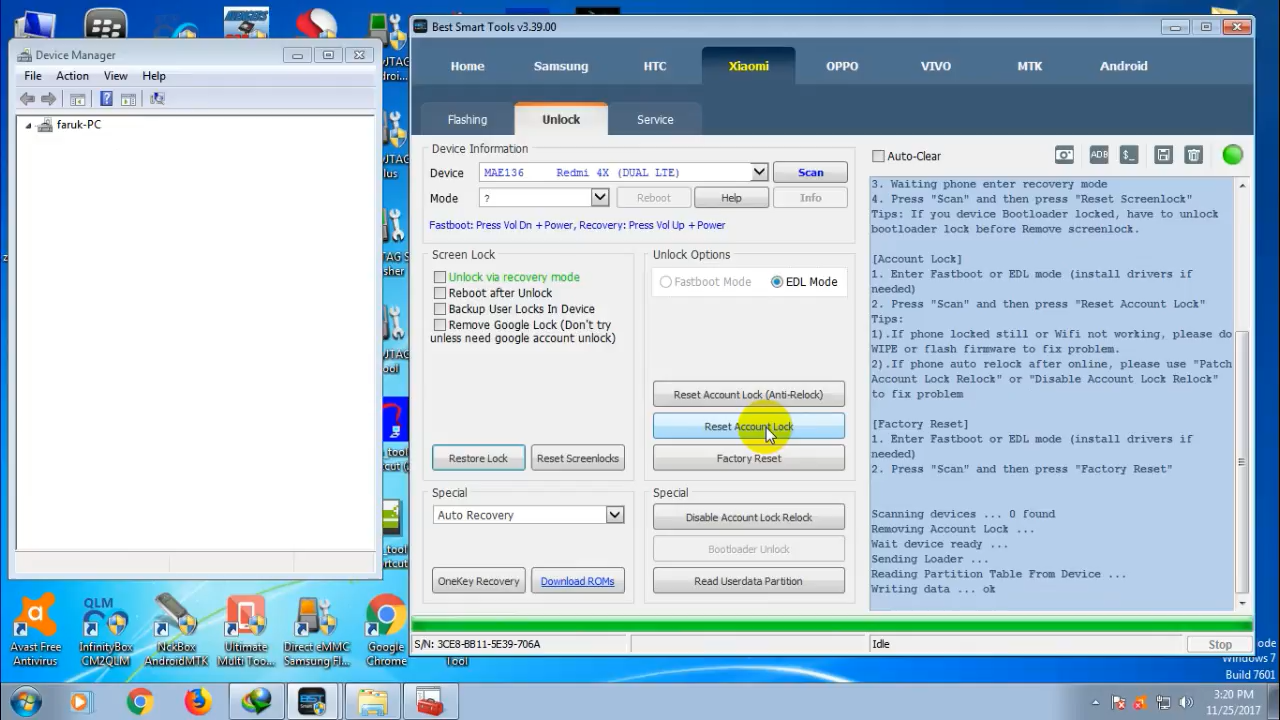 Device Manager
File Action View Help
faruk-PC
Best Smart Tools v3.39.00
Home Samsung HTC Xiaomi OPPO VIVO MTK Android
Flashing Unlock Service
Device Information
Device MAE136 Redmi 4X (DUAL LTE) Scan
Mode ? Reboot Help Info
Fastboot: Press Vol Dn + Power, Recovery: Press Vol Up + Power
Screen Lock
Unlock via recovery mode
Reboot after Unlock
Backup User Locks In Device
Remove Google Lock (Don't try
unless need google account unlock)
Restore Lock Reset Screenlocks
Special
Auto Recovery
OneKey Recovery Download ROMs
Unlock Options
Fastboot Mode EDL Mode
Reset Account Lock (Anti-Relock)
Reset Account Lock
Factory Reset
Special
Disable Account Lock Relock
Bootloader Unlock
Read Userdata Partition
Auto-Clear
ADB
$_
3. Waiting phone enter recovery mode
4. Press "Scan" and then press "Reset Screenlock"
Tips: If you device Bootloader locked, have to unlock
bootloader lock before Remove screenlock.
[Account Lock]
1. Enter Fastboot or EDL mode (install drivers if
needed)
2. Press "Scan" and then press "Reset Account Lock"
Tips:
1).If phone locked still or Wifi not working, please do
WIPE or flash firmware to fix problem.
2).If phone auto relock after online, please use "Patch
Account Lock Relock" or "Disable Account Lock Relock"
to fix problem
[Factory Reset]
1. Enter Fastboot or EDL mode (install drivers if
needed)
2. Press "Scan" and then press "Factory Reset"
Scanning devices ... 0 found
Removing Account Lock ...
Wait device ready ...
Sending Loader ...
Reading Partition Table From Device ...
Writing data ... ok
S/N: 3CE8-BB11-5E39-706A
Idle
Stop
Avast Free
Antivirus
QLM
InfinityBox
CM2QLM
NckBox
AndroidMTK
Ultimate
Multi Too...
Direct eMMC
Samsung Fl...
Google
Chrome
Tool
Windows 7
Build 7601
BST
3:20 PM
11/25/2017